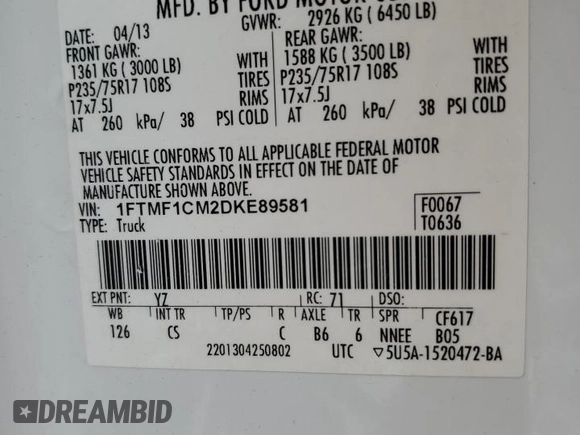 MFD. BY FORD MOTOR CO
DATE: 04/13 GVWR: 2926 KG ( 6450 LB)
FRONT GAWR: REAR GAWR:
1361 KG ( 3000 LB) WITH 1588 KG ( 3500 LB) WITH
P235/75R17 108S TIRES P235/75R17 108S TIRES
17x7.5J RIMS 17x7.5J RIMS
AT 260 kPa/ 38 PSI COLD AT 260 kPa/ 38 PSI COLD
THIS VEHICLE CONFORMS TO ALL APPLICABLE FEDERAL MOTOR
VEHICLE SAFETY STANDARDS IN EFFECT ON THE DATE OF
MANUFACTURE SHOWN ABOVE.
VIN: 1FTMF1CM2DKE89581 F0067
TYPE: Truck T0636
EXT PNT: YZ RC: 71 DSO:
WB INT TR TP/PS R AXLE TR SPR CF617
126 CS C B6 6 NNEE B05
2201304250802 UTC ▽5U5A-1520472-BA
DREAMBID